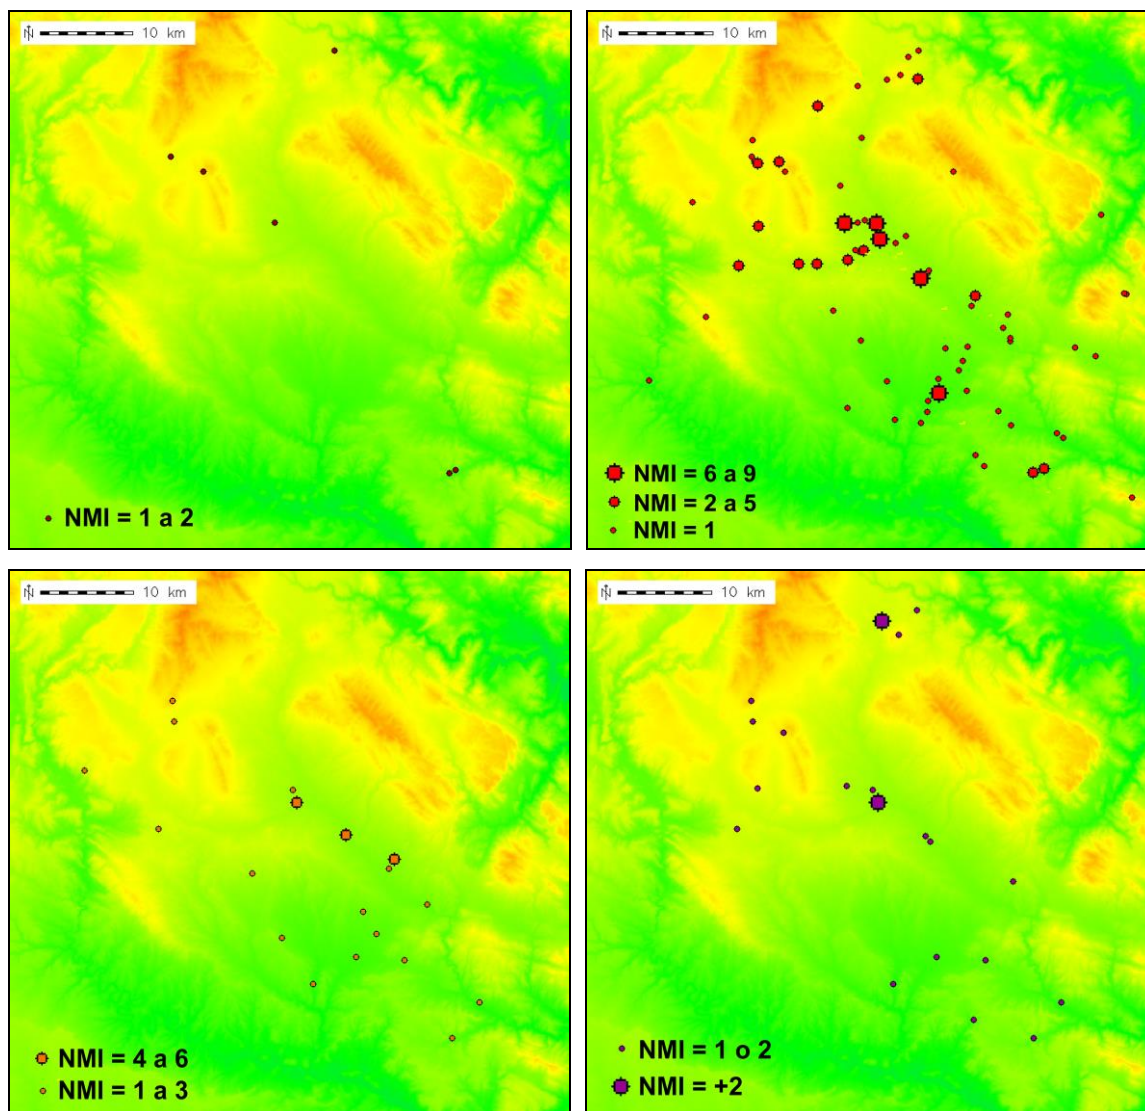 N 10 km
NMI = 1 a 2
N 10 km
NMI = 6 a 9
NMI = 2 a 5
NMI = 1
N 10 km
NMI = 4 a 6
NMI = 1 a 3
N 10 km
NMI = 1 o 2
NMI = +2